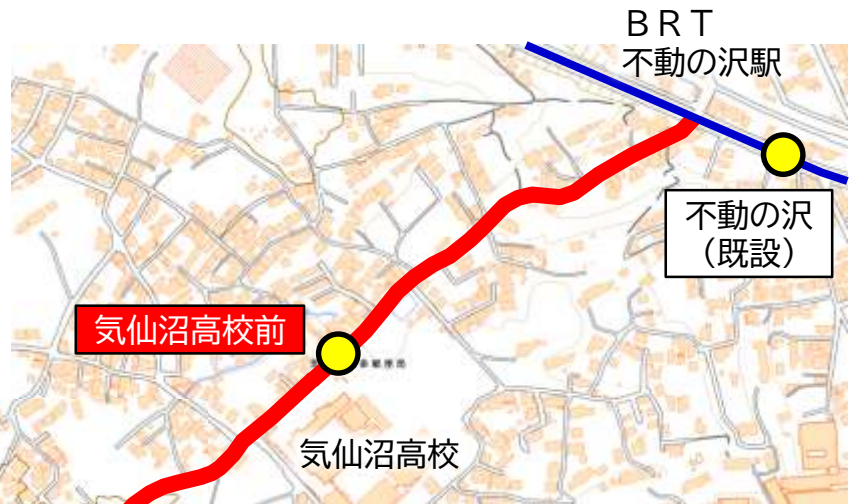 ＢＲＴ
不動の沢駅
不動の沢
（既設）
気仙沼高校前
気仙沼高校